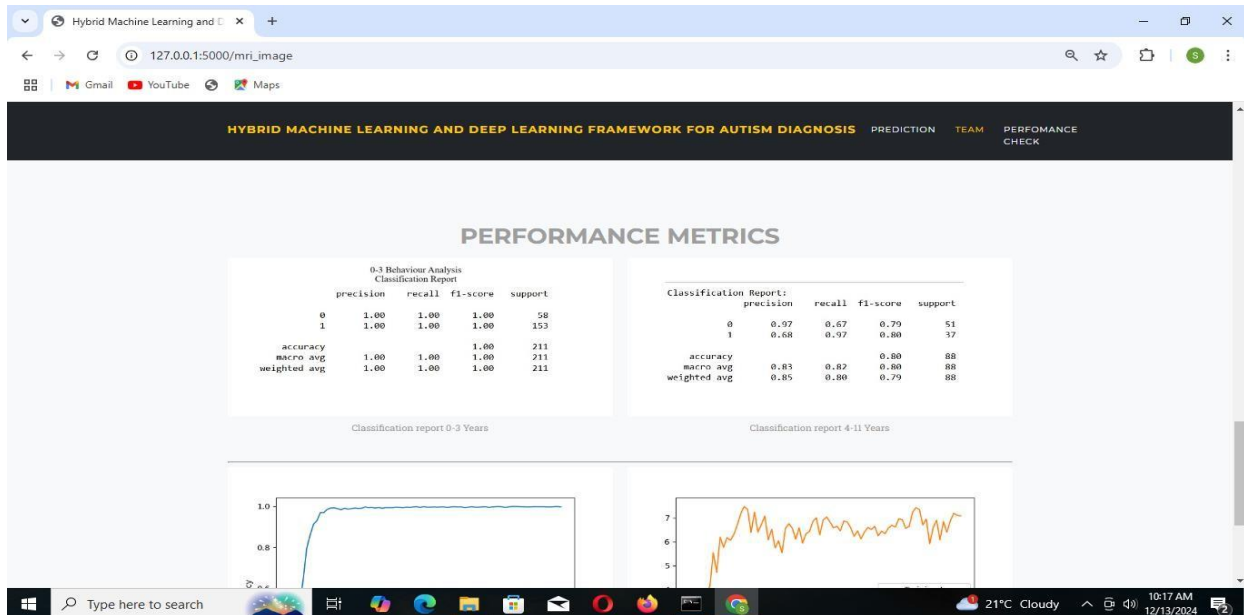 Hybrid Machine Learning and D
127.0.0.1:5000/mri_image
S
Gmail YouTube Maps
HYBRID MACHINE LEARNING AND DEEP LEARNING FRAMEWORK FOR AUTISM DIAGNOSIS PREDICTION TEAM PERFOMANCE CHECK
PERFORMANCE METRICS
0-3 Behaviour Analysis
Classification Report
precision recall f1-score support
0 1.00 1.00 1.00 58
1 1.00 1.00 1.00 153
accuracy 1.00 211
macro avg 1.00 1.00 1.00 211
weighted avg 1.00 1.00 1.00 211
Classification report 0-3 Years
Classification Report:
precision recall f1-score support
0 0.97 0.67 0.79 51
1 0.68 0.97 0.80 37
accuracy 0.80 88
macro avg 0.83 0.82 0.80 88
weighted avg 0.85 0.80 0.79 88
Classification report 4-11 Years
1.0
0.8
7
6
5
Type here to search
21°C Cloudy
10:17 AM
12/13/2024
2